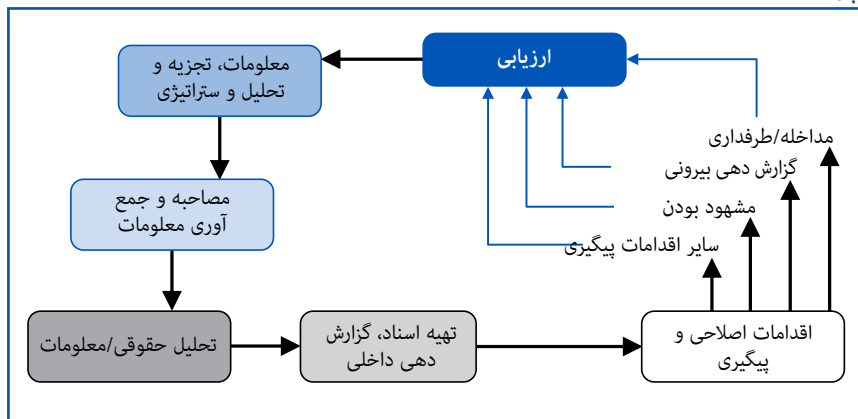 ارزیابی
معلومات، تجزیه و
تحلیل و ستراتیژی
مصاحبه و جمع
آوری معلومات
تحلیل حقوقی/معلومات
تهیه اسناد، گزارش
دهی داخلی
اقدامات اصلاحی و
پیگیری
مداخله/طرفداری
گزارش دهی بیرونی
مشهود بودن
سایر اقدامات پیگیری